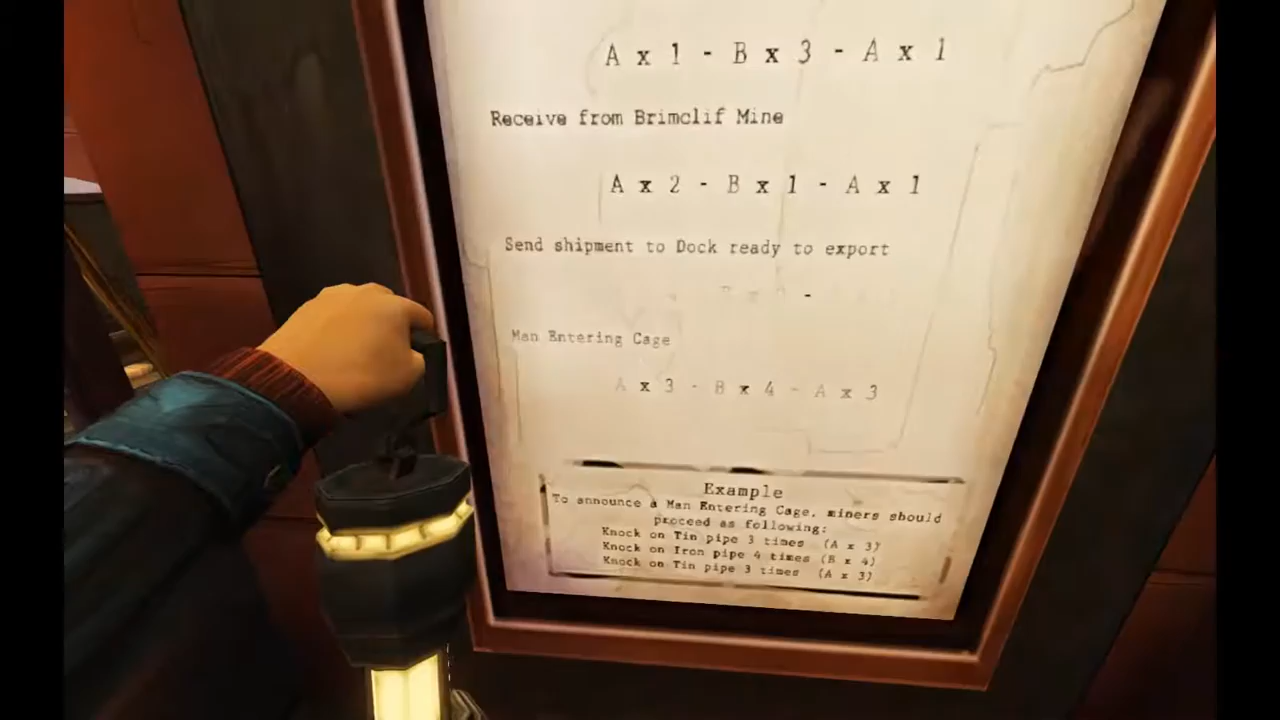 A x 1 - B x 3 - A x 1
Receive from Brimclif Mine
A x 2 - B x 1 - A x 1
Send shipment to Dock ready to export
Man Entering Cage
A x 3 - B x 4 - A x 3
Example
To announce a Man Entering Cage, miners should
proceed as following:
Knock on Tin pipe 3 times (A x 3)
Knock on Iron pipe 4 times (B x 4)
Knock on Tin pipe 3 times (A x 3)